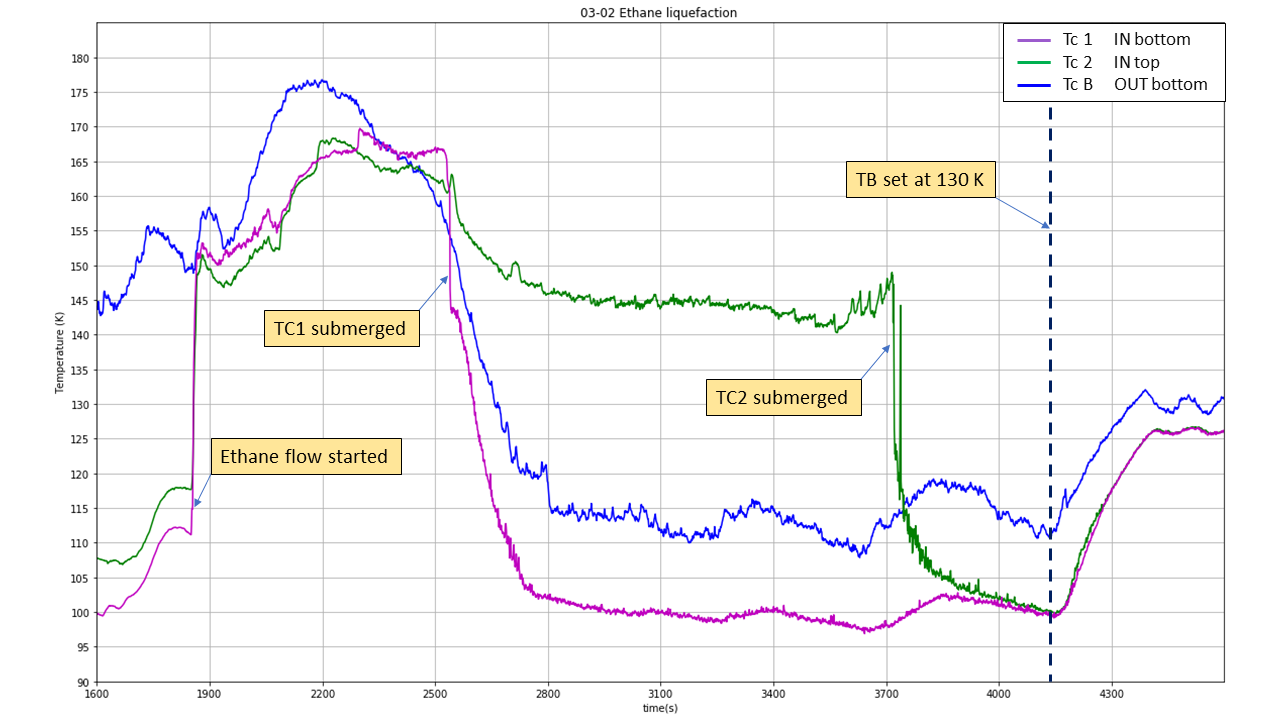 03-02 Ethane liquefaction
Tc 1 IN bottom
Tc 2 IN top
Tc B OUT bottom
180
175
170
165
160
155
150
145
140
135
130
125
120
115
110
105
100
95
90
Temperature (K)
TB set at 130 K
TC1 submerged
TC2 submerged
Ethane flow started
1600 1900 2200 2500 2800 3100 3400 3700 4000 4300
time(s)